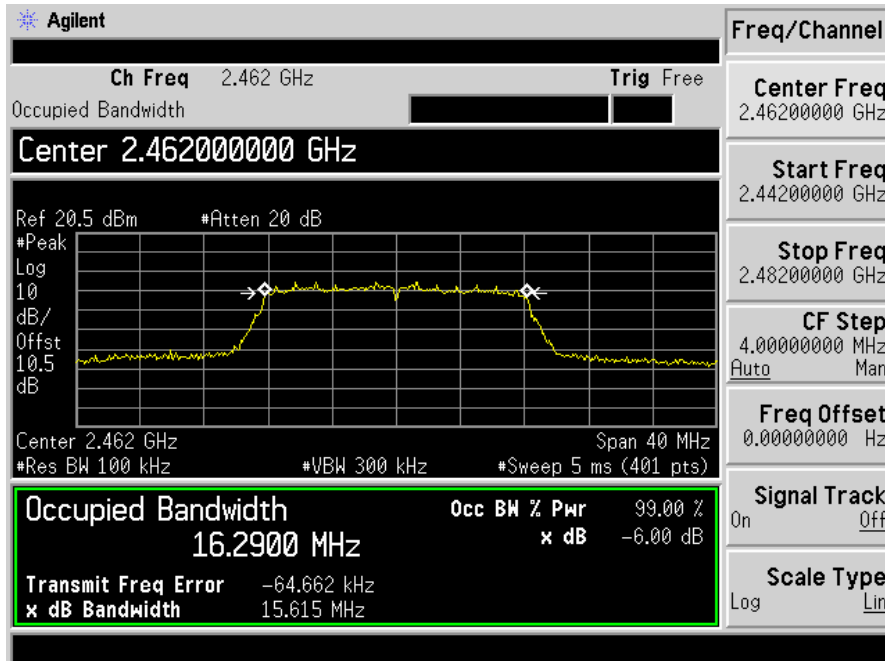 Agilent
Freq/Channel
Ch Freq 2.462 GHz Trig Free
Occupied Bandwidth
Center 2.462000000 GHz
Ref 20.5 dBm #Atten 20 dB
#Peak
Log
10
dB/
Offst
10.5
dB
Center 2.462 GHz Span 40 MHz
#Res BW 100 kHz #VBW 300 kHz #Sweep 5 ms (401 pts)
Occupied Bandwidth
16.2900 MHz
Occ BW % Pwr 99.00 %
x dB -6.00 dB
Transmit Freq Error -64.662 kHz
x dB Bandwidth 15.615 MHz
Center Freq
2.46200000 GHz
Start Freq
2.44200000 GHz
Stop Freq
2.48200000 GHz
CF Step
4.00000000 MHz
Auto Man
Freq Offset
0.00000000 Hz
Signal Track
On Off
Scale Type
Log Lin